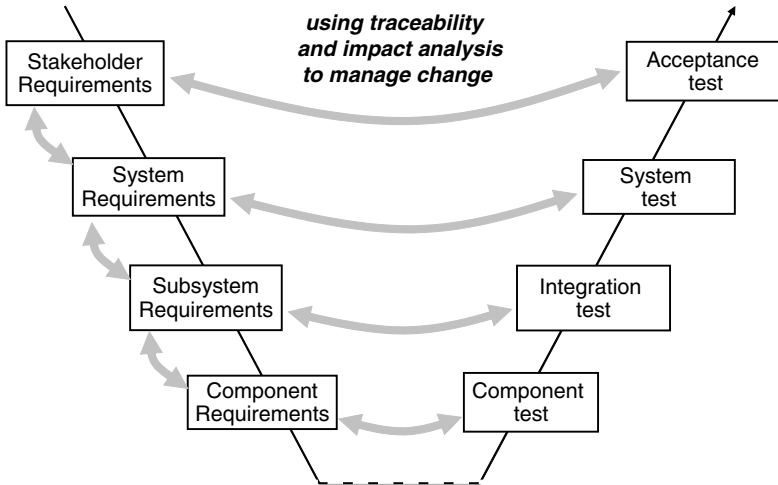 using traceability
and impact analysis
to manage change
Stakeholder
Requirements
Acceptance
test
System
Requirements
System
test
Subsystem
Requirements
Integration
test
Component
Requirements
Component
test